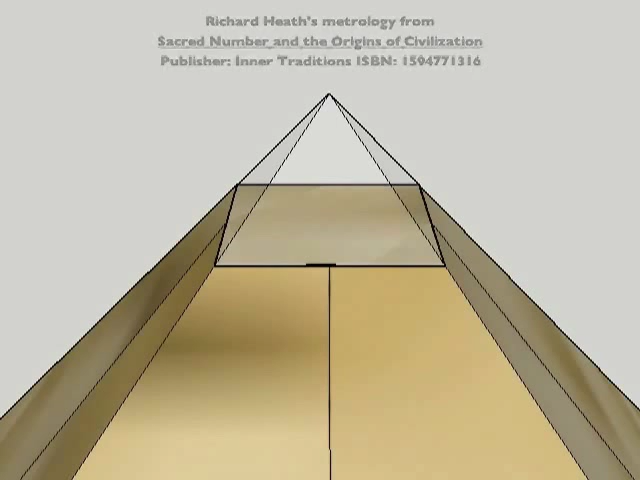 Richard Heath's metrology from
Sacred Number and the Origins of Civilization
Publisher: Inner Traditions ISBN: 1594771316